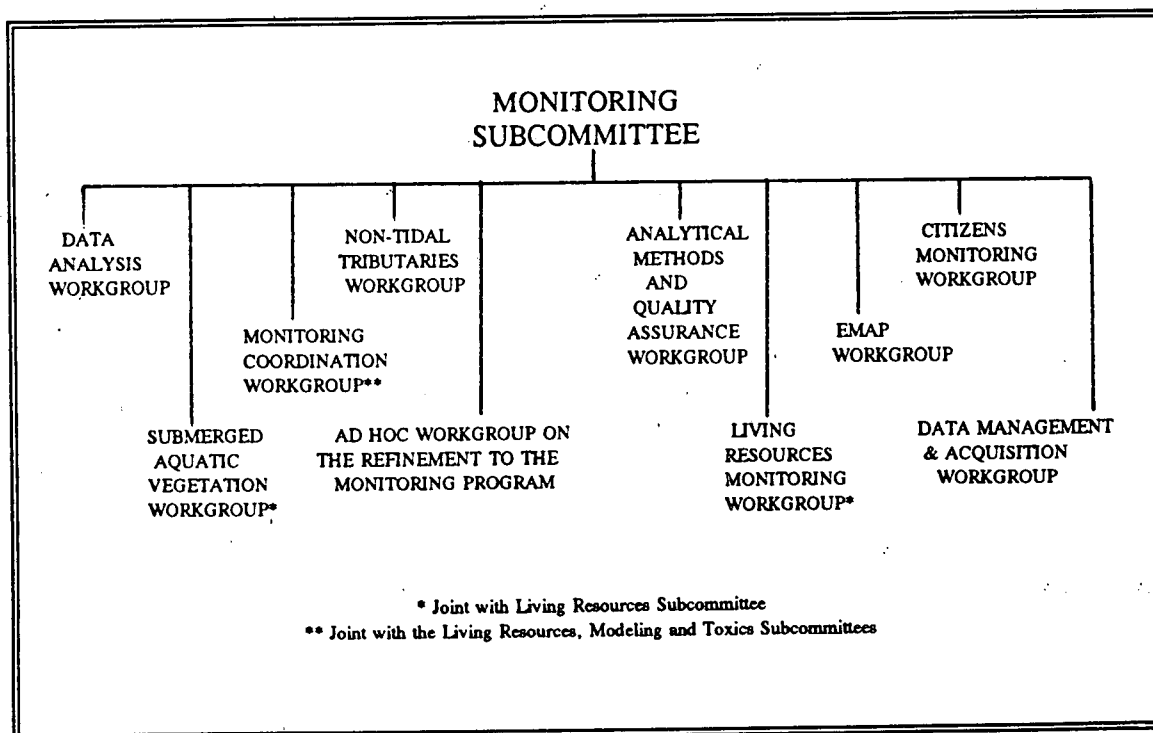 MONITORING
SUBCOMMITTEE
DATA
ANALYSIS
WORKGROUP
SUBMERGED
AQUATIC
VEGETATION
WORKGROUP*
MONITORING
COORDINATION
WORKGROUP**
NON-TIDAL
TRIBUTARIES
WORKGROUP
AD HOC WORKGROUP ON
THE REFINEMENT TO THE
MONITORING PROGRAM
ANALYTICAL
METHODS
AND
QUALITY
ASSURANCE
WORKGROUP
LIVING
RESOURCES
MONITORING
WORKGROUP*
EMAP
WORKGROUP
CITIZENS
MONITORING
WORKGROUP
DATA MANAGEMENT
& ACQUISITION
WORKGROUP
* Joint with Living Resources Subcommittee
** Joint with the Living Resources, Modeling and Toxics Subcommittees